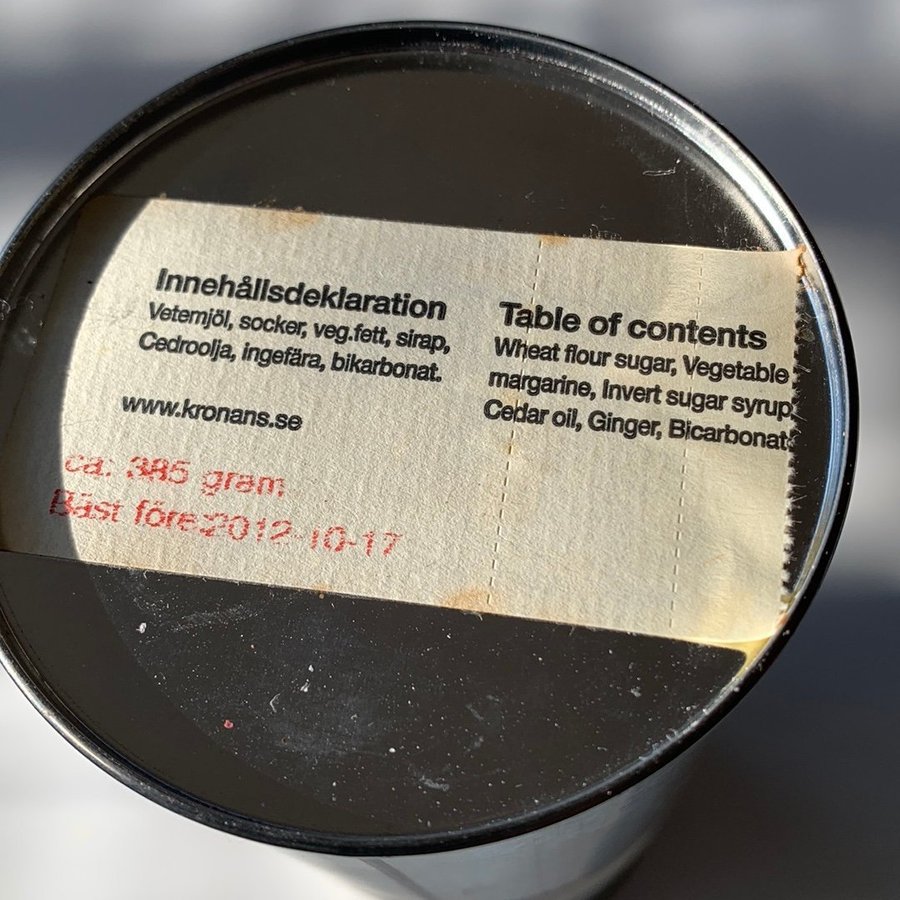 Innehållsdeklaration
Vetemjöl, socker, veg.fett, sirap,
Cedroolja, ingefära, bikarbonat.
www.kronans.se
ca. 385 gram
Bäst före:2012-10-17
Table of contents
Wheat flour sugar, Vegetable
margarine, Invert sugar syrup,
Cedar oil, Ginger, Bicarbonat.